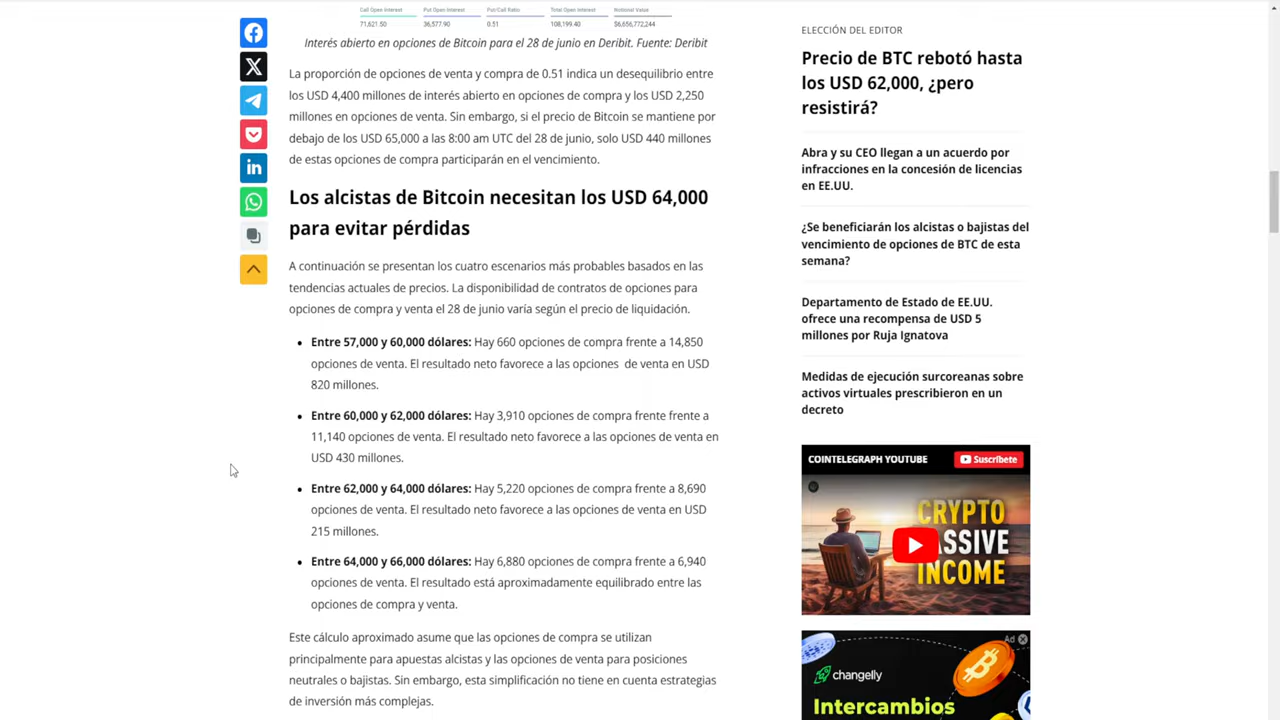 Call Open Interest
Put Open Interest
Put/Call Ratio
Total Open Interest
Notional Value
71,621.50
36,577.90
0.51
108,199.40
$6,656,772,244
Interés abierto en opciones de Bitcoin para el 28 de junio en Deribit. Fuente: Deribit
La proporción de opciones de venta y compra de 0.51 indica un desequilibrio entre
los USD 4,400 millones de interés abierto en opciones de compra y los USD 2,250
millones en opciones de venta. Sin embargo, si el precio de Bitcoin se mantiene por
debajo de los USD 65,000 a las 8:00 am UTC del 28 de junio, solo USD 440 millones
de estas opciones de compra participarán en el vencimiento.
Los alcistas de Bitcoin necesitan los USD 64,000
para evitar pérdidas
A continuación se presentan los cuatro escenarios más probables basados en las
tendencias actuales de precios. La disponibilidad de contratos de opciones para
opciones de compra y venta el 28 de junio varía según el precio de liquidación.
• Entre 57,000 y 60,000 dólares: Hay 660 opciones de compra frente a 14,850
opciones de venta. El resultado neto favorece a las opciones de venta en USD
820 millones.
• Entre 60,000 y 62,000 dólares: Hay 3,910 opciones de compra frente frente a
11,140 opciones de venta. El resultado neto favorece a las opciones de venta en
USD 430 millones.
• Entre 62,000 y 64,000 dólares: Hay 5,220 opciones de compra frente a 8,690
opciones de venta. El resultado neto favorece a las opciones de venta en USD
215 millones.
• Entre 64,000 y 66,000 dólares: Hay 6,880 opciones de compra frente a 6,940
opciones de venta. El resultado está aproximadamente equilibrado entre las
opciones de compra y venta.
Este cálculo aproximado asume que las opciones de compra se utilizan
principalmente para apuestas alcistas y las opciones de venta para posiciones
neutrales o bajistas. Sin embargo, esta simplificación no tiene en cuenta estrategias
de inversión más complejas.
ELECCIÓN DEL EDITOR
Precio de BTC rebotó hasta
los USD 62,000, ¿pero
resistirá?
Abra y su CEO llegan a un acuerdo por
infracciones en la concesión de licencias
en EE.UU.
¿Se beneficiarán los alcistas o bajistas del
vencimiento de opciones de BTC de esta
semana?
Departamento de Estado de EE.UU.
ofrece una recompensa de USD 5
millones por Ruja Ignatova
Medidas de ejecución surcoreanas sobre
activos virtuales prescribieron en un
decreto
COINTELEGRAPH YOUTUBE
Suscríbete
CRYPTO
ASSIVE
INCOME
Ad
changelly
Intercambios